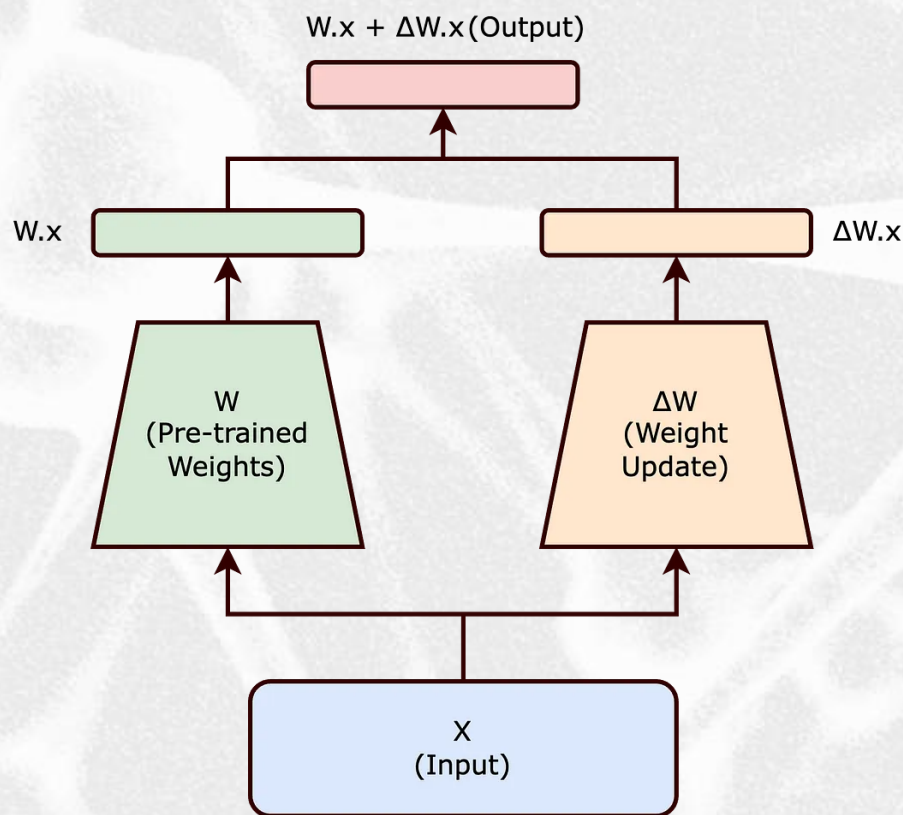 W.x + ΔW.x(Output)
W.x
ΔW.x
W
(Pre-trained
Weights)
ΔW
(Weight
Update)
X
(Input)